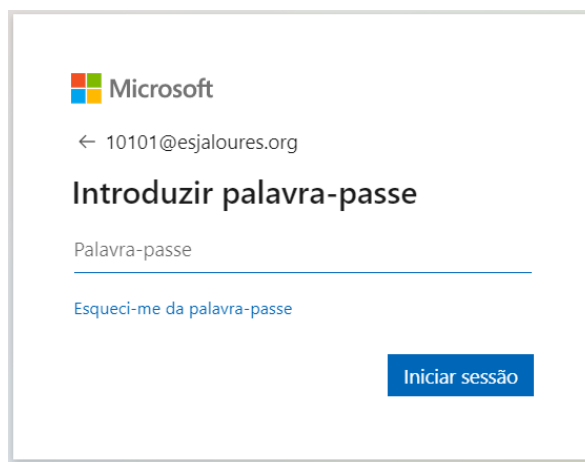 Microsoft
← 10101@esjaloures.org
Introduzir palavra-passe
Palavra-passe
Esqueci-me da palavra-passe
Iniciar sessão